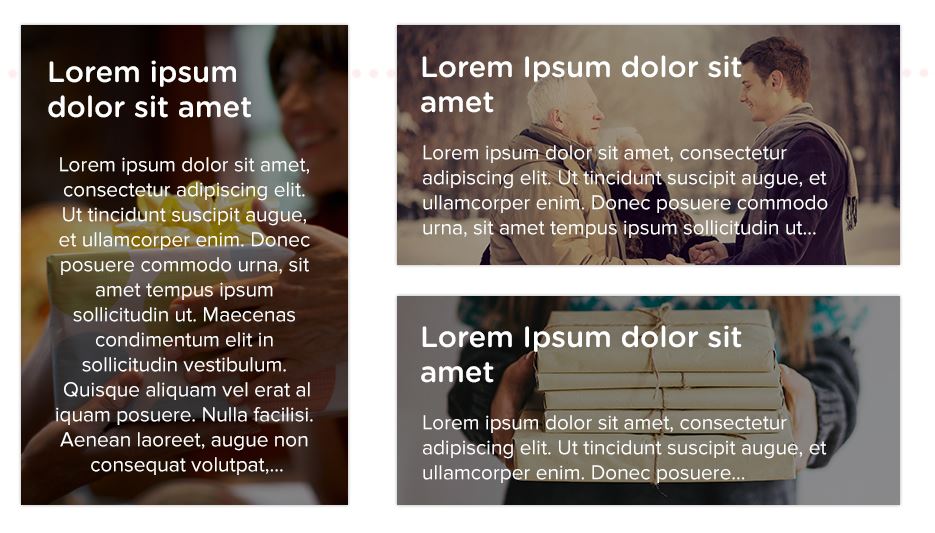 Lorem ipsum
dolor sit amet
Lorem ipsum dolor sit amet,
consectetur adipiscing elit.
Ut tincidunt suscipit augue,
et ullamcorper enim. Donec
posuere commodo urna, sit
amet tempus ipsum
sollicitudin ut. Maecenas
condimentum elit in
sollicitudin vestibulum.
Quisque aliquam vel erat al
iquam posuere. Nulla facilisi.
Aenean laoreet, augue non
consequat volutpat,...
Lorem Ipsum dolor sit
amet
Lorem ipsum dolor sit amet, consectetur
adipiscing elit. Ut tincidunt suscipit augue, et
ullamcorper enim. Donec posuere commodo
urna, sit amet tempus ipsum sollicitudin ut...
Lorem Ipsum dolor sit
amet
Lorem ipsum dolor sit amet, consectetur
adipiscing elit. Ut tincidunt suscipit augue, et
ullamcorper enim. Donec posuere...